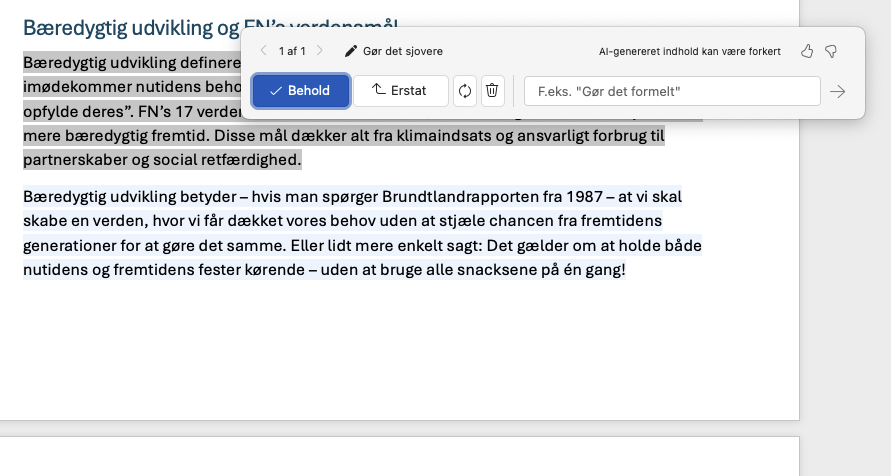 Bæredygtig udvikling og FN's verdensmål
1 af 1
Gør det sjovere
AI-genereret indhold kan være forkert
Behold
Erstat
F.eks. "Gør det formelt"
Bæredygtig udvikling definere
imødekommer nutidens beho
opfylde deres”. FN’s 17 verden
mere bæredygtig fremtid. Disse mål dækker alt fra klimaindsats og ansvarligt forbrug til
partnerskaber og social retfærdighed.
Bæredygtig udvikling betyder – hvis man spørger Brundtlandrapporten fra 1987 – at vi skal
skabe en verden, hvor vi får dækket vores behov uden at stjæle chancen fra fremtidens
generationer for at gøre det samme. Eller lidt mere enkelt sagt: Det gælder om at holde både
nutidens og fremtidens fester kørende – uden at bruge alle snacksene på én gang!